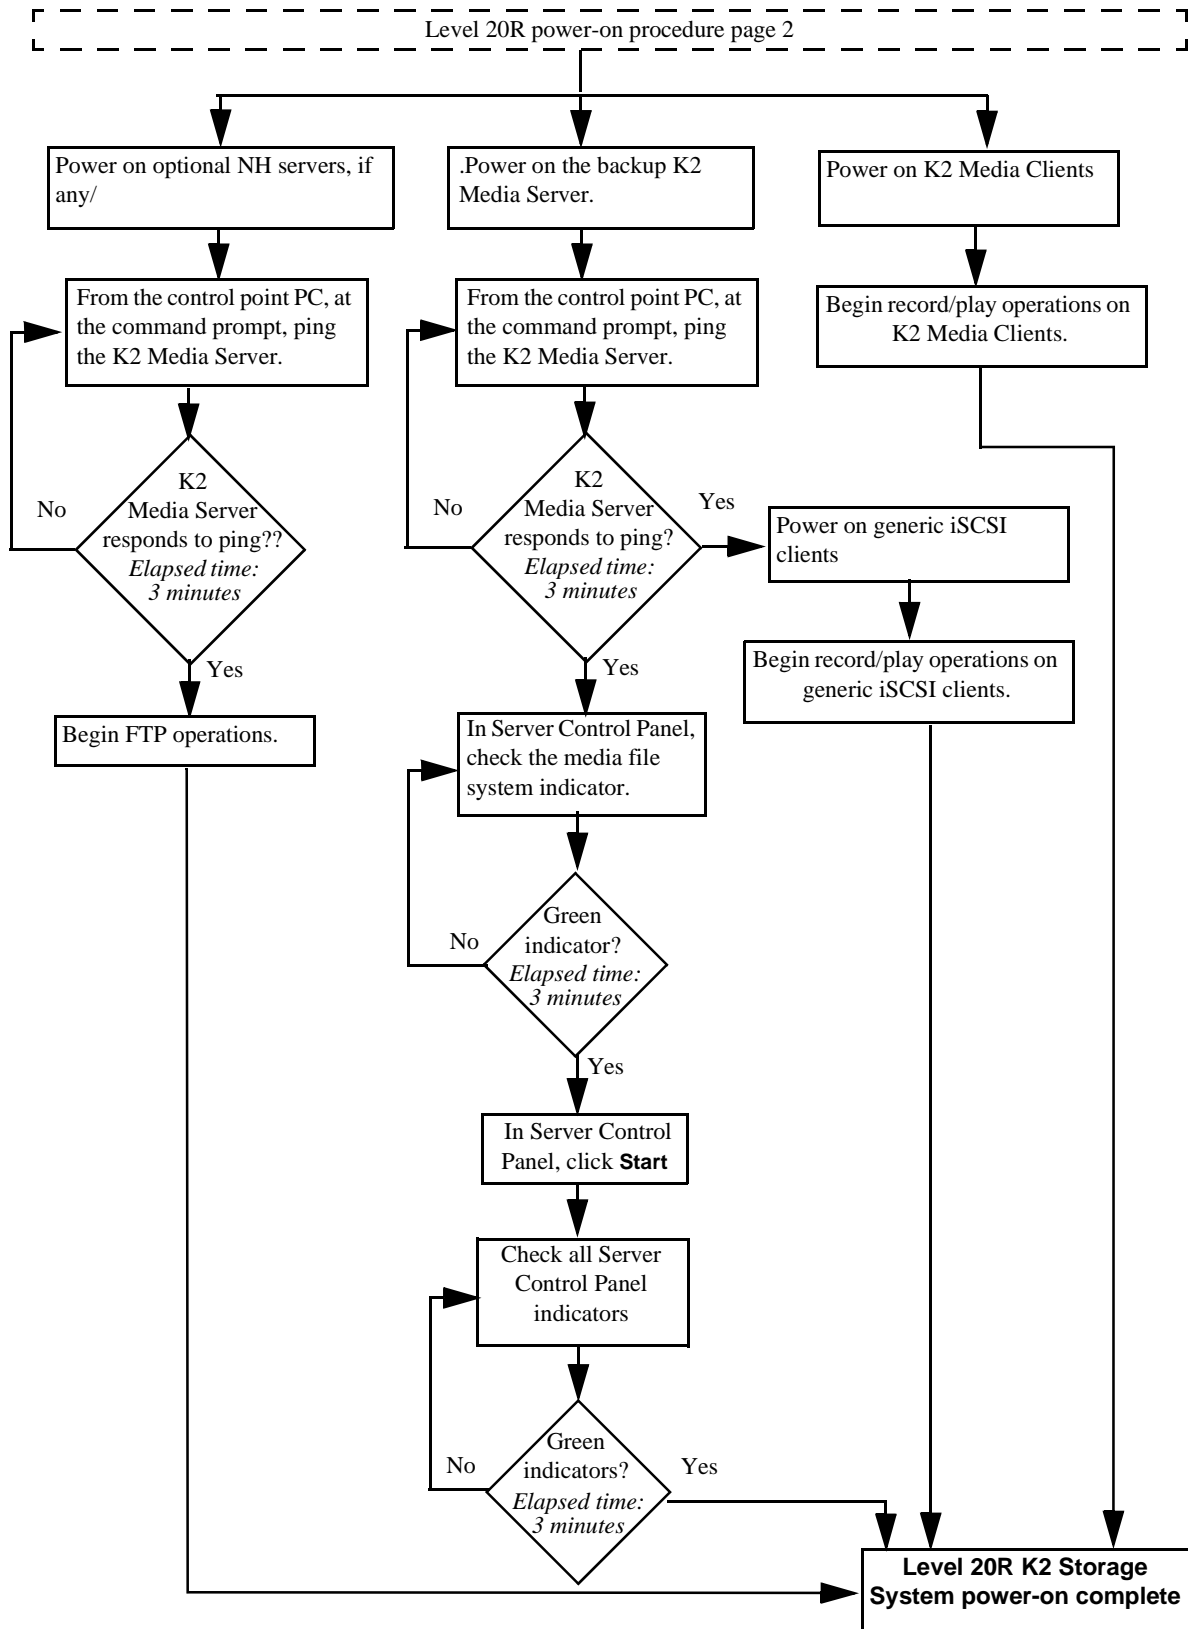 Level 20R power-on procedure page 2
Power on optional NH servers, if
any/
From the control point PC, at
the command prompt, ping
the K2 Media Server.
No
K2
Media Server
responds to ping??
Elapsed time:
3 minutes
Yes
Begin FTP operations.
.Power on the backup K2
Media Server.
From the control point PC, at
the command prompt, ping
the K2 Media Server.
No
K2
Media Server
responds to ping?
Elapsed time:
3 minutes
Yes
Yes
Power on generic iSCSI
clients
Begin record/play operations on
generic iSCSI clients.
In Server Control Panel,
check the media file
system indicator.
No
Green
indicator?
Elapsed time:
3 minutes
Yes
In Server Control
Panel, click Start
Check all Server
Control Panel
indicators
No
Green
indicators?
Elapsed time:
3 minutes
Yes
Power on K2 Media Clients
Begin record/play operations on
K2 Media Clients.
Level 20R K2 Storage
System power-on complete